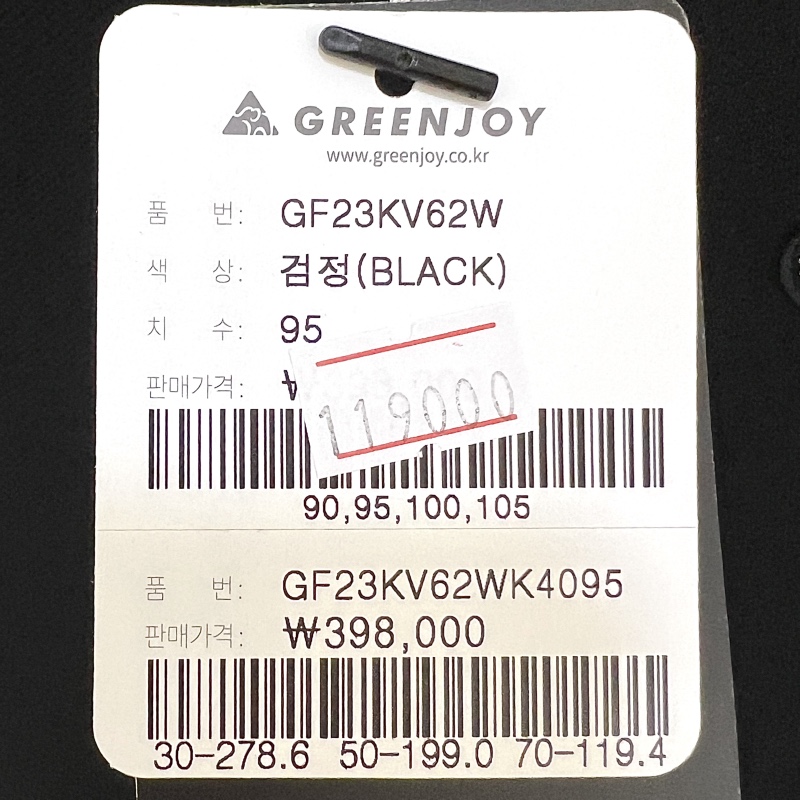 GREENJOY
www.greenjoy.co.kr
품 번: GF23KV62W
색 상: 검정(BLACK)
치 수: 95
판매가격: ₩
119000
90,95,100,105
품 번: GF23KV62WK4095
판매가격: ₩398,000
30-278.6 50-199.0 70-119.4